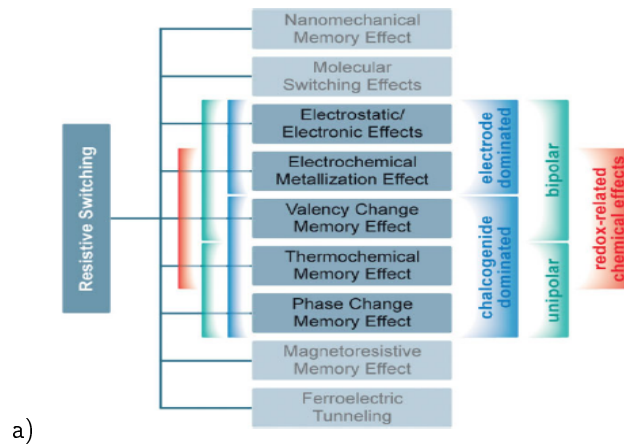 Resistive Switching
Nanomechanical
Memory Effect
Molecular
Switching Effects
Electrostatic/
Electronic Effects
Electrochemical
Metallization Effect
Valency Change
Memory Effect
Thermochemical
Memory Effect
Phase Change
Memory Effect
Magnetoresistive
Memory Effect
Ferroelectric
Tunneling
electrode
dominated
chalcogenide
dominated
bipolar
unipolar
redox-related
chemical effects
a)